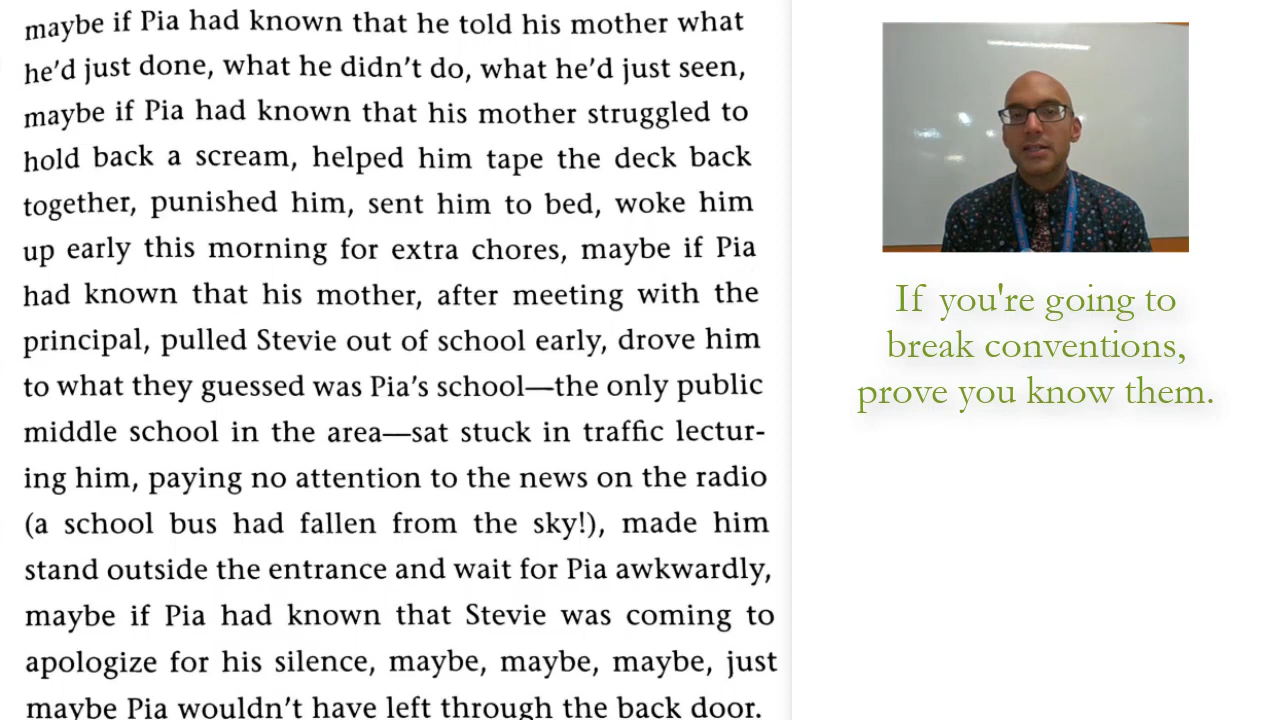 maybe if Pia had known that he told his mother what
he’d just done, what he didn’t do, what he’d just seen,
maybe if Pia had known that his mother struggled to
hold back a scream, helped him tape the deck back
together, punished him, sent him to bed, woke him
up early this morning for extra chores, maybe if Pia
had known that his mother, after meeting with the
principal, pulled Stevie out of school early, drove him
to what they guessed was Pia’s school—the only public
middle school in the area—sat stuck in traffic lectur-
ing him, paying no attention to the news on the radio
(a school bus had fallen from the sky!), made him
stand outside the entrance and wait for Pia awkwardly,
maybe if Pia had known that Stevie was coming to
apologize for his silence, maybe, maybe, maybe, just
maybe Pia wouldn’t have left through the back door.
If you're going to
break conventions,
prove you know them.